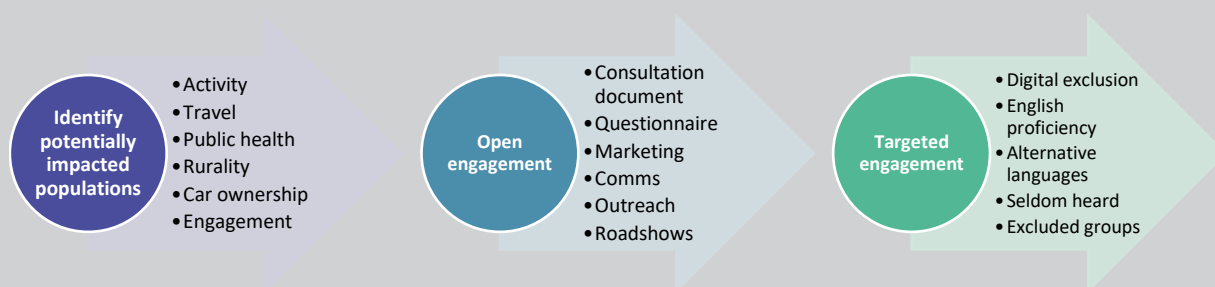 Identify
potentially
impacted
populations
•Activity
•Travel
•Public health
•Rurality
•Car ownership
•Engagement
Open
engagement
•Consultation
document
•Questionnaire
•Marketing
•Comms
•Outreach
•Roadshows
Targeted
engagement
•Digital exclusion
•English
proficiency
•Alternative
languages
•Seldom heard
•Excluded groups